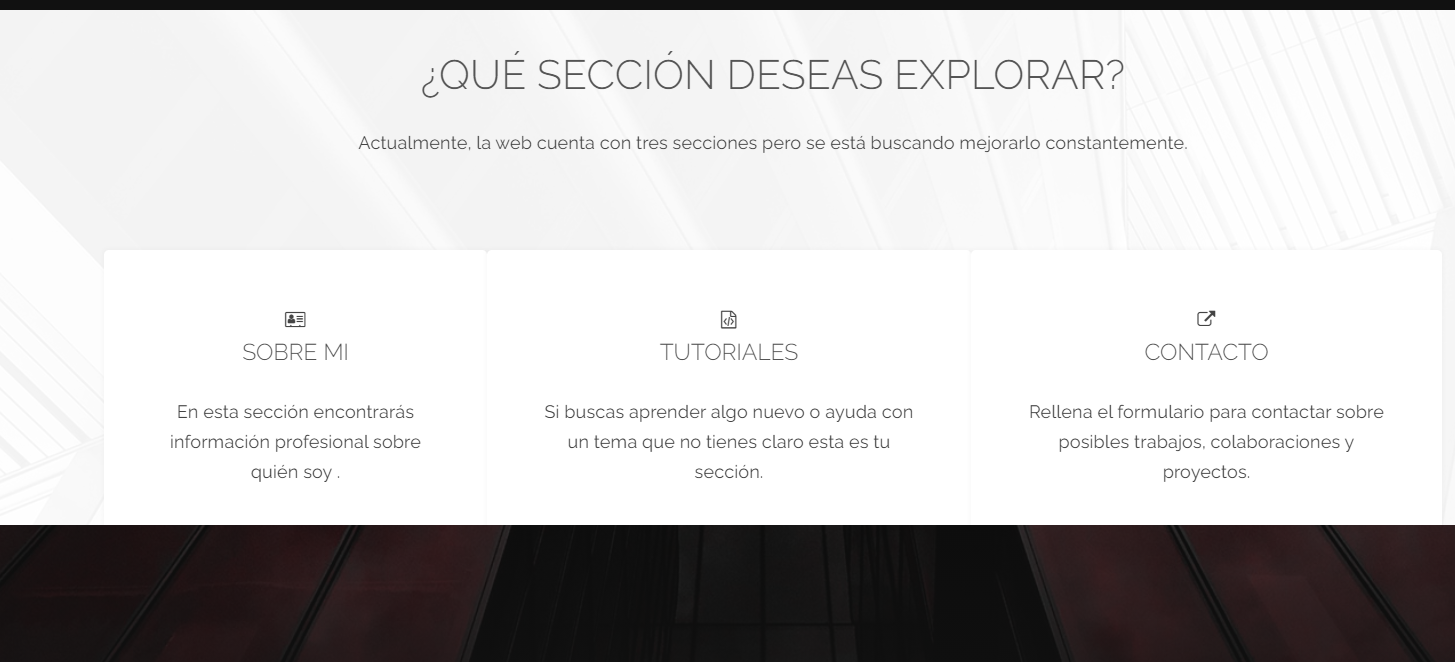 ¿QUÉ SECCIÓN DESEAS EXPLORAR?
Actualmente, la web cuenta con tres secciones pero se está buscando mejorarlo constantemente.
SOBRE MI
En esta sección encontrarás
información profesional sobre
quién soy .
TUTORIALES
Si buscas aprender algo nuevo o ayuda con
un tema que no tienes claro esta es tu
sección.
CONTACTO
Rellena el formulario para contactar sobre
posibles trabajos, colaboraciones y
proyectos.